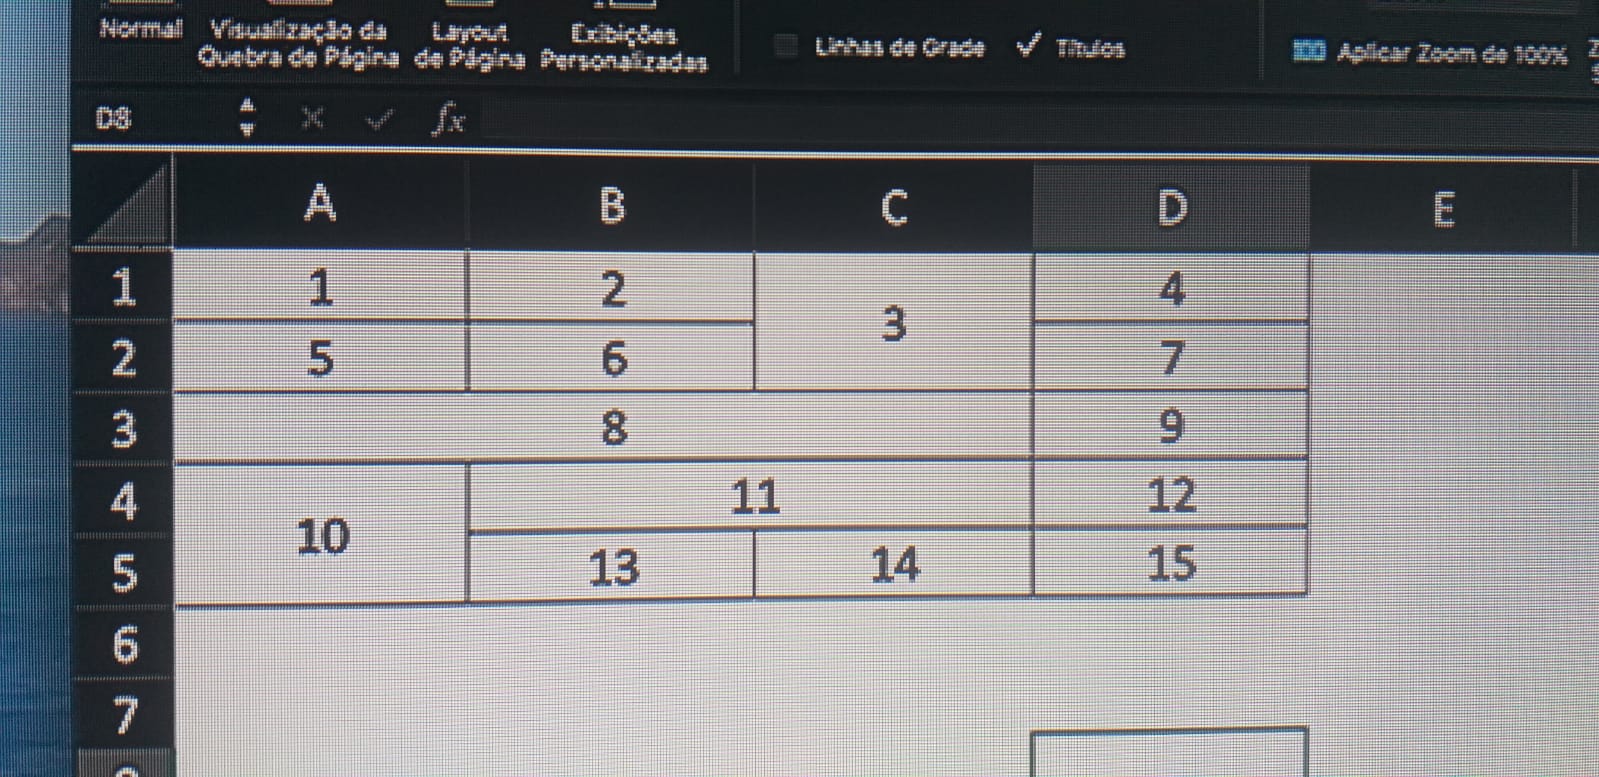 Normal Visualização da Layout Exibições
Quebra de Página de Página Personalizadas
Linhas de Grade Títulos Aplicar Zoom de 100%
D8 fx
A B C D E
1 1 2 3 4
2 5 6 7
3 8 9
4 10 11 12
5 13 14 15
6
7